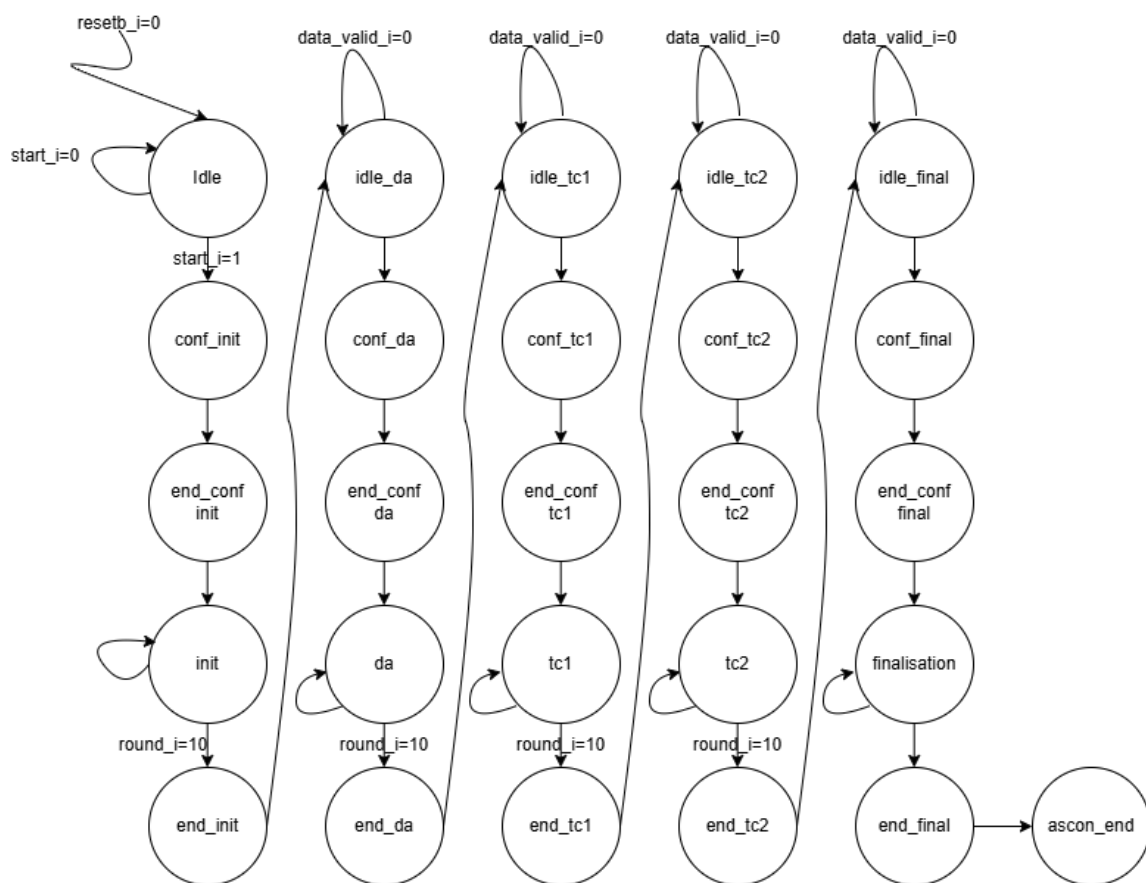 resetb_i=0
data_valid_i=0
data_valid_i=0
data_valid_i=0
data_valid_i=0
start_i=0
Idle
idle_da
idle_tc1
idle_tc2
idle_final
start_i=1
conf_init
conf_da
conf_tc1
conf_tc2
conf_final
end_conf
init
end_conf
da
end_conf
tc1
end_conf
tc2
end_conf
final
init
da
tc1
tc2
finalisation
round_i=10
round_i=10
round_i=10
round_i=10
end_init
end_da
end_tc1
end_tc2
end_final
ascon_end